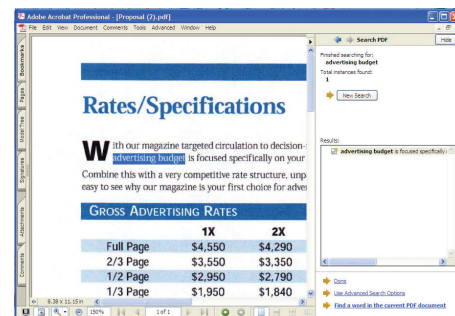 Adobe Acrobat Professional - [Proposal (2).pdf]
File Edit View Document Comments Tools Advanced Window Help
Bookmarks
Pages
Model Tree
Signatures
Attachments
Comments
Rates/Specifications
With our magazine targeted circulation to decision-
advertising budget is focused specifically on your
Combine this with a very competitive rate structure, unp
easy to see why our magazine is your first choice for adver
GROSS ADVERTISING RATES
1X 2X
Full Page $4,550 $4,290
2/3 Page $3,550 $3,350
1/2 Page $2,950 $2,790
1/3 Page $1,950 $1,840
8.38 x 11.15 in
150% 1 of 1
Search PDF Hide
Finished searching for:
advertising budget
Total instances found:
1
New Search
Results:
advertising budget is focused specifically
Done
Use Advanced Search Options
Find a word in the current PDF document